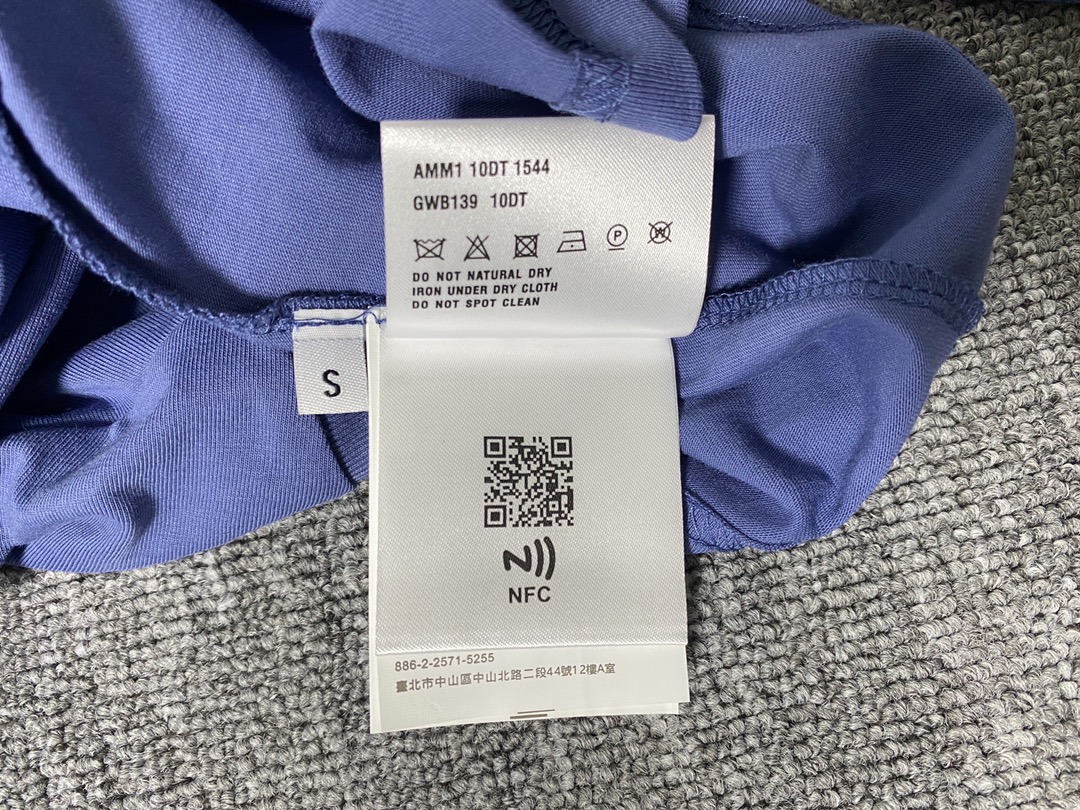 AMM1 10DT 1544
GWB139 10DT
P
W
DO NOT NATURAL DRY
IRON UNDER DRY CLOTH
DO NOT SPOT CLEAN
S
N
NFC
886-2-2571-5255
臺北市中山區中山北路二段44號12樓A室